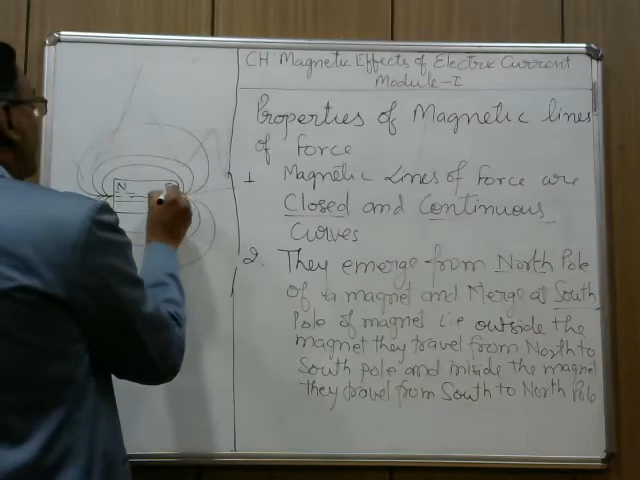 CH Magnetic Effects of Electric Current
Module-I
Properties of Magnetic lines
of Force
1 Magnetic Lines of Force are
Closed and Continuous
Curves
2. They emerge from North Pole
of a magnet and Merge at South
Pole of magnet i.e outside the
magnet they travel from North to
South pole and inside the magnet
they travel from South to North Pole
N